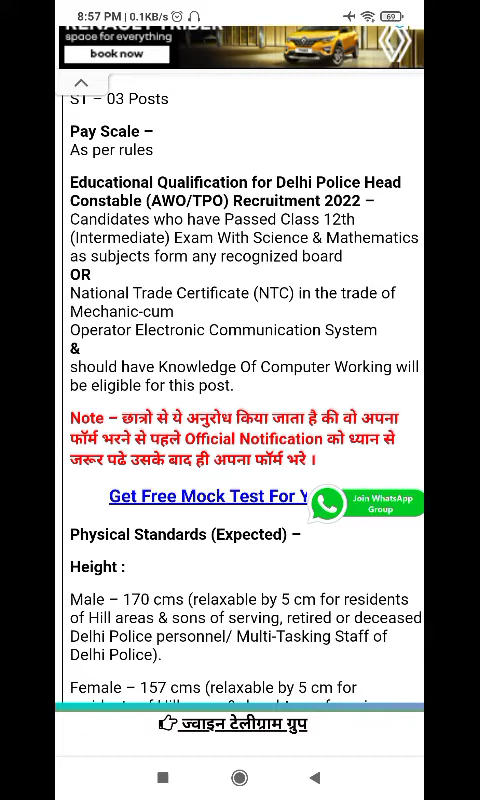 8:57 PM | 0.1KB/s
69
RENAULT TRIBER
space for everything
book now
ST – 03 Posts
Pay Scale –
As per rules
Educational Qualification for Delhi Police Head
Constable (AWO/TPO) Recruitment 2022 –
Candidates who have Passed Class 12th
(Intermediate) Exam With Science & Mathematics
as subjects form any recognized board
OR
National Trade Certificate (NTC) in the trade of
Mechanic-cum
Operator Electronic Communication System
&
should have Knowledge Of Computer Working will
be eligible for this post.
Note – छात्रो से ये अनुरोध किया जाता है की वो अपना
फॉर्म भरने से पहले Official Notification को ध्यान से
जरूर पढे उसके बाद ही अपना फॉर्म भरे ।
Get Free Mock Test For Y
Join WhatsApp
Group
Physical Standards (Expected) –
Height :
Male – 170 cms (relaxable by 5 cm for residents
of Hill areas & sons of serving, retired or deceased
Delhi Police personnel/ Multi-Tasking Staff of
Delhi Police).
Female – 157 cms (relaxable by 5 cm for
ज्वाइन टेलीग्राम ग्रुप